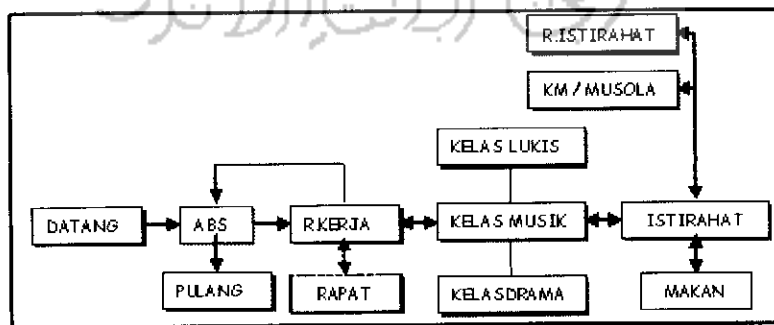 R.ISTIRAHAT
KM / MUSOLA
KELAS LUKIS
DATANG
ABS
R.KERJA
KELAS MUSIK
ISTIRAHAT
PULANG
RAPAT
KELAS DRAMA
MAKAN